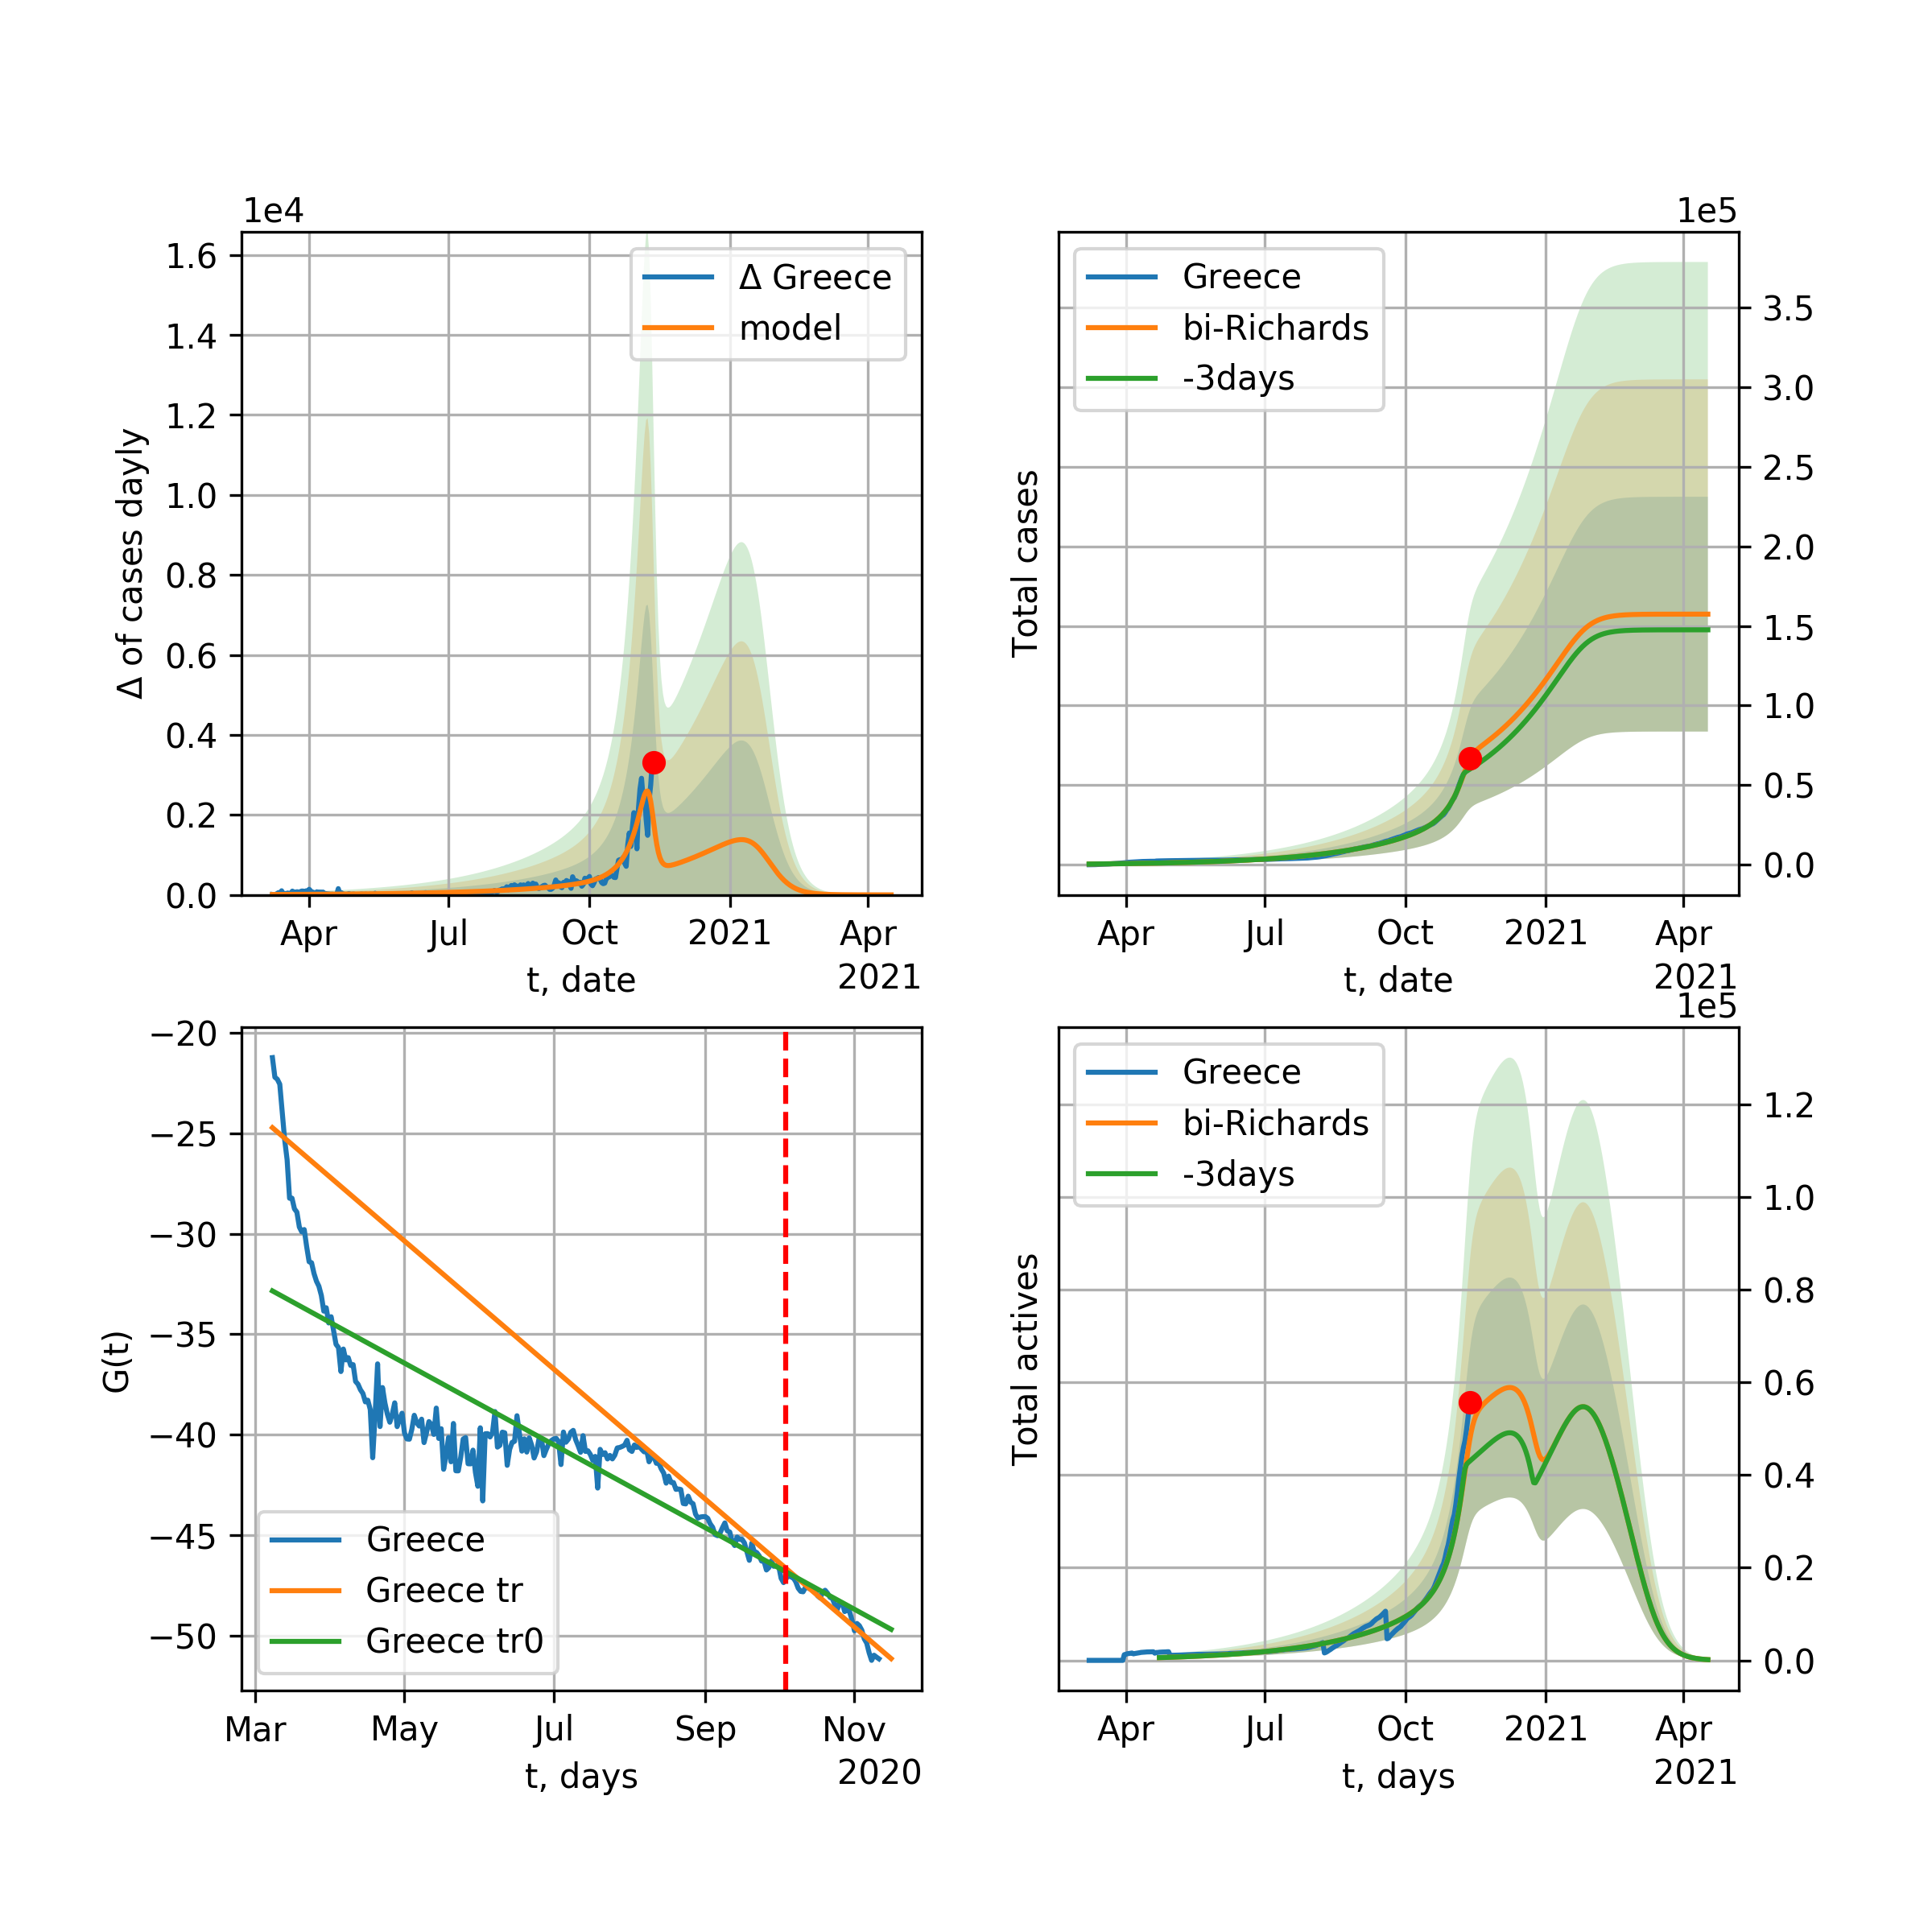 1e4
1.6
1.4
1.2
1.0
0.8
0.6
0.4
0.2
0.0
Δ of cases dayly
Δ Greece
model
Apr
Jul
Oct
2021
Apr
t, date
2021
1e5
Greece
bi-Richards
-3days
Total cases
3.5
3.0
2.5
2.0
1.5
1.0
0.5
0.0
Apr
Jul
Oct
2021
Apr
t, date
2021
−20
−25
−30
−35
−40
−45
−50
G(t)
Greece
Greece tr
Greece tr0
Mar
May
Jul
Sep
Nov
t, days
2020
1e5
Greece
bi-Richards
-3days
Total actives
1.2
1.0
0.8
0.6
0.4
0.2
0.0
Apr
Jul
Oct
2021
Apr
t, days
2021